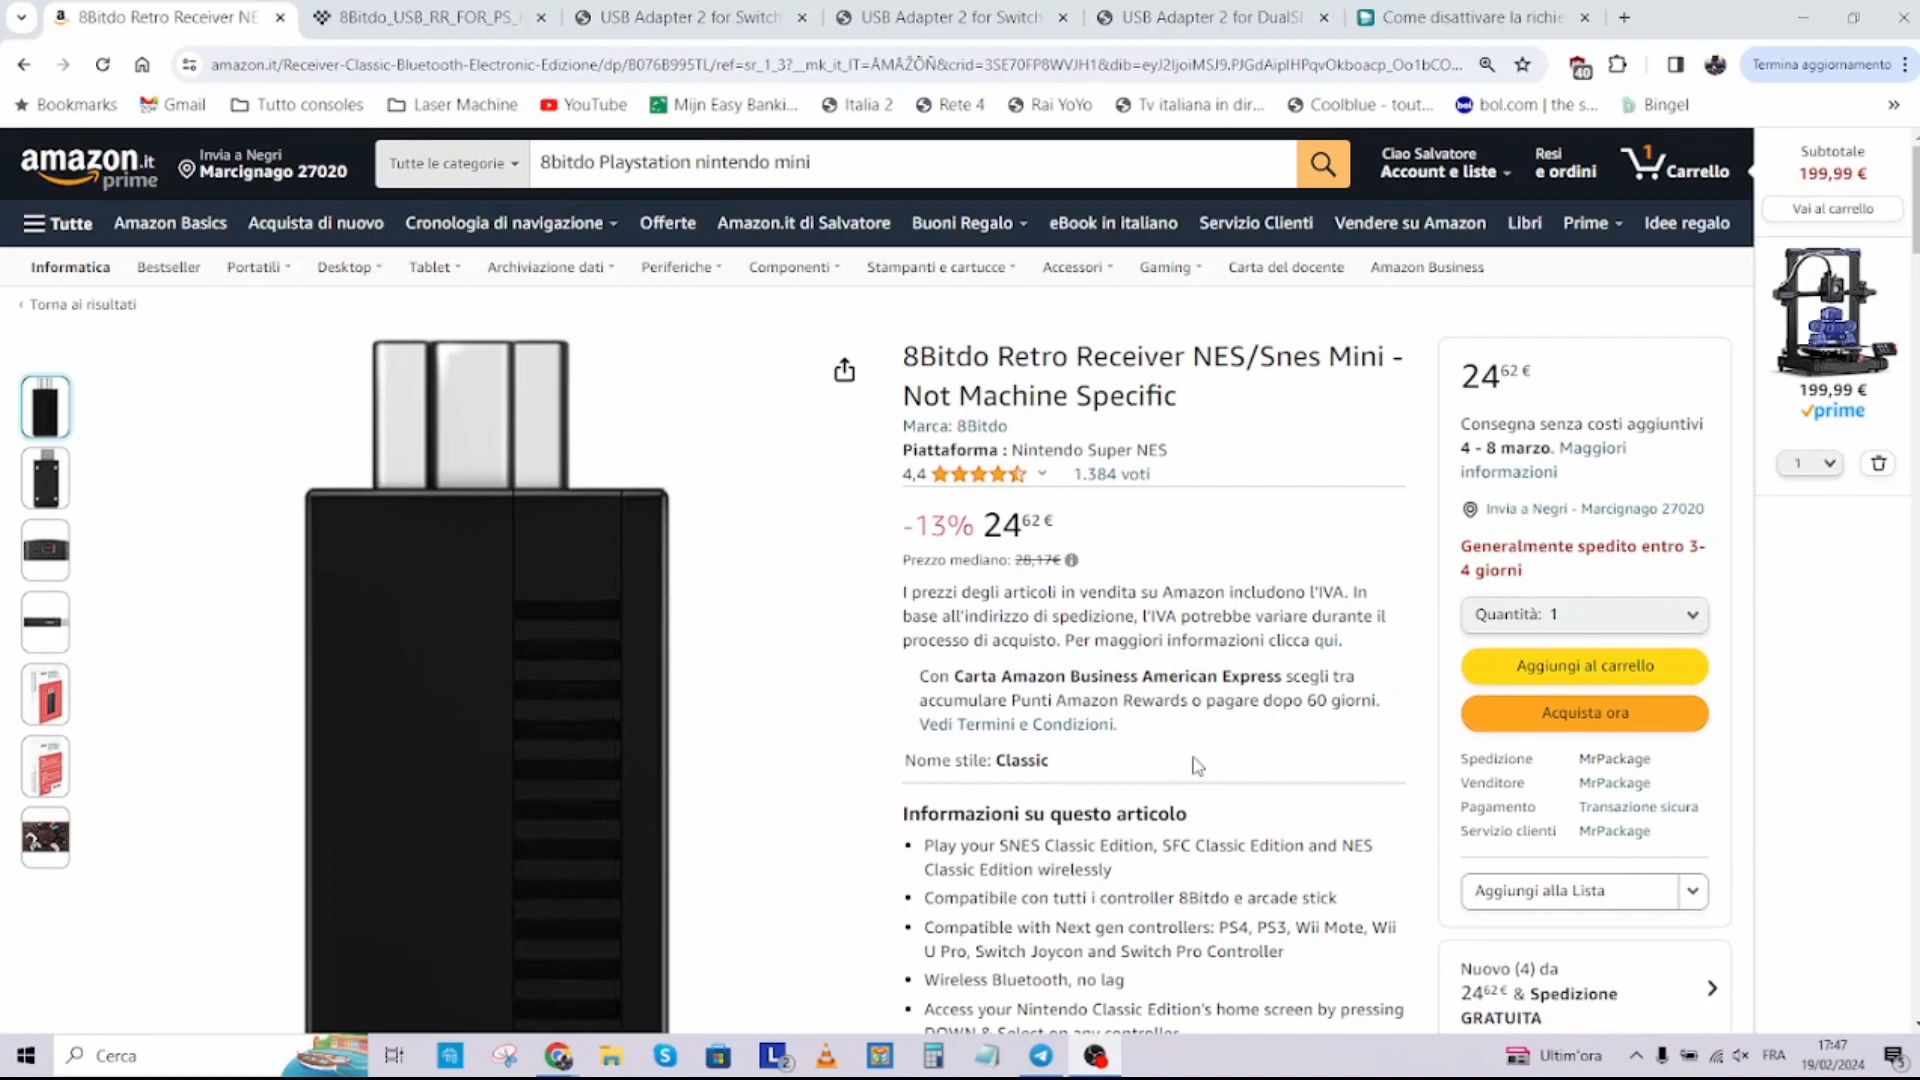 8Bitdo Retro Receiver NE
8Bitdo_USB_RR_FOR_PS_
USB Adapter 2 for Switch
USB Adapter 2 for Switch
USB Adapter 2 for DualS
Come disattivare la richie
amazon.it/Receiver-Classic-Bluetooth-Electronic-Edizione/dp/B076B995TL/ref=sr_1_3?__mk_it_IT=ÅMÅŽÕÑ&crid=3SE70FP8WVJH1&dib=eyJ2IjoiMSJ9.PJGdAiplHPqvOkboacp_Oo1bCO...
40
Termina aggiornamento
Bookmarks
Gmail
Tutto consoles
Laser Machine
YouTube
Mijn Easy Banki...
Italia 2
Rete 4
Rai YoYo
Tv italiana in dir...
Coolblue - tout...
bol.com | the s...
Bingel
amazon.it
prime
Invia a Negri
Marcignago 27020
Tutte le categorie
8bitdo Playstation nintendo mini
Ciao Salvatore
Account e liste
Resi
e ordini
1
Carrello
Subtotale
199,99 €
Vai al carrello
Tutte
Amazon Basics
Acquista di nuovo
Cronologia di navigazione
Offerte
Amazon.it di Salvatore
Buoni Regalo
eBook in italiano
Servizio Clienti
Vendere su Amazon
Libri
Prime
Idee regalo
Informatica
Bestseller
Portatili
Desktop
Tablet
Archiviazione dati
Periferiche
Componenti
Stampanti e cartucce
Accessori
Gaming
Carta del docente
Amazon Business
‹ Torna ai risultati
8Bitdo Retro Receiver NES/Snes Mini -
Not Machine Specific
Marca: 8Bitdo
Piattaforma : Nintendo Super NES
4,4
1.384 voti
-13% 24 62 €
Prezzo mediano: 28,17€
I prezzi degli articoli in vendita su Amazon includono l'IVA. In
base all'indirizzo di spedizione, l'IVA potrebbe variare durante il
processo di acquisto. Per maggiori informazioni clicca qui.
Con Carta Amazon Business American Express scegli tra
accumulare Punti Amazon Rewards o pagare dopo 60 giorni.
Vedi Termini e Condizioni.
Nome stile: Classic
Informazioni su questo articolo
• Play your SNES Classic Edition, SFC Classic Edition and NES
Classic Edition wirelessly
• Compatibile con tutti i controller 8Bitdo e arcade stick
• Compatible with Next gen controllers: PS4, PS3, Wii Mote, Wii
U Pro, Switch Joycon and Switch Pro Controller
• Wireless Bluetooth, no lag
• Access your Nintendo Classic Edition's home screen by pressing
DOWN & Select on any controller
24 62 €
Consegna senza costi aggiuntivi
4 - 8 marzo. Maggiori
informazioni
Invia a Negri - Marcignago 27020
Generalmente spedito entro 3-
4 giorni
Quantità: 1
Aggiungi al carrello
Acquista ora
Spedizione MrPackage
Venditore MrPackage
Pagamento Transazione sicura
Servizio clienti MrPackage
Aggiungi alla Lista
Nuovo (4) da
24 62 € & Spedizione
GRATUITA
199,99 €
prime
1
Cerca
2
Ultim'ora
FRA
17:47
19/02/2024
5